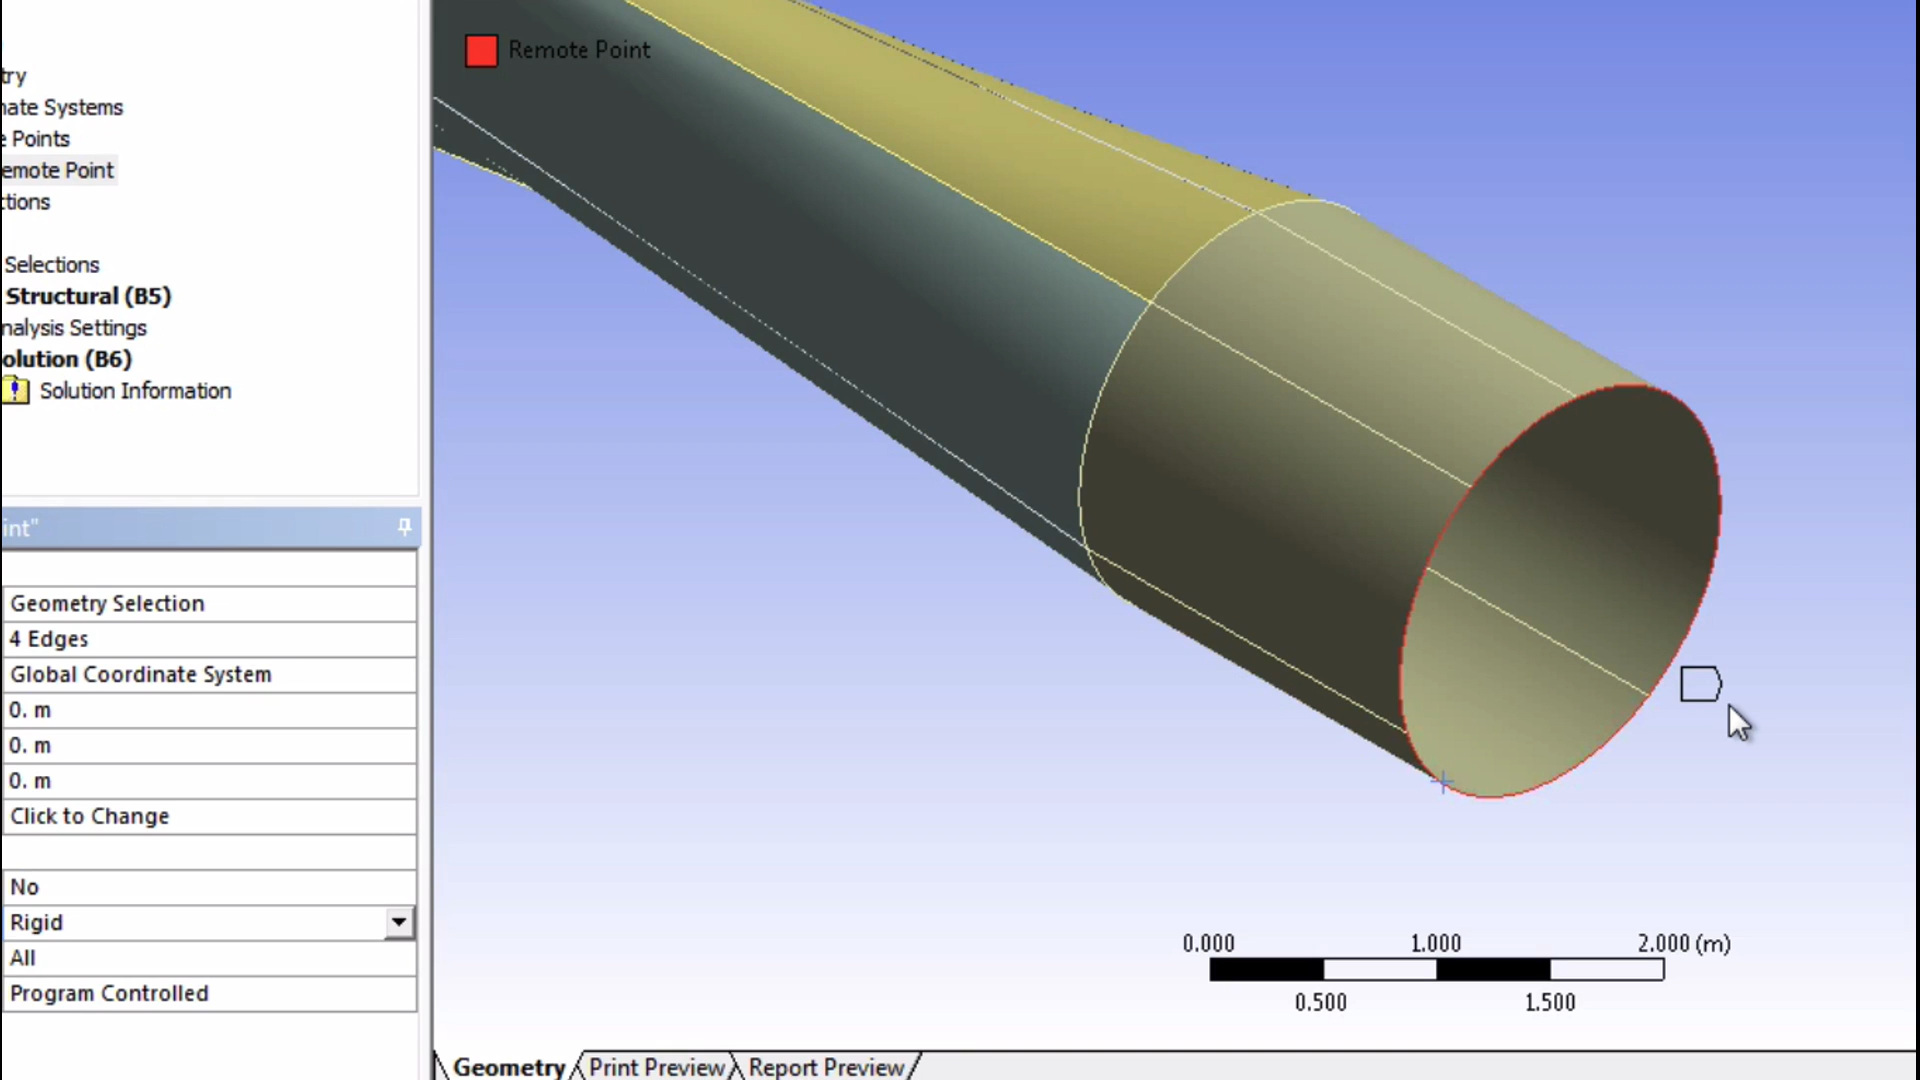 try
nate Systems
e Points
emote Point
ctions
Selections
Structural (B5)
nalysis Settings
olution (B6)
Solution Information
int"
Geometry Selection
4 Edges
Global Coordinate System
0. m
0. m
0. m
Click to Change
No
Rigid
All
Program Controlled
Remote Point
0.000 1.000 2.000 (m)
0.500 1.500
Geometry Print Preview Report Preview